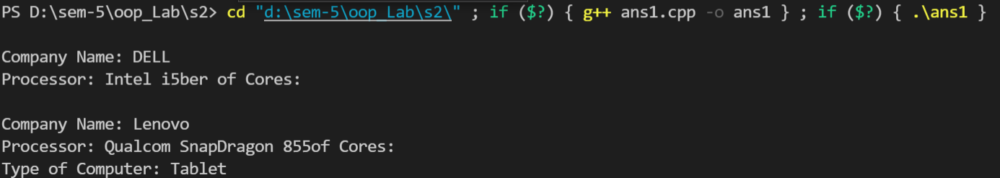 PS D:\sem-5\oop_Lab\s2> cd "d:\sem-5\oop_Lab\s2\" ; if ($?) { g++ ans1.cpp -o ans1 } ; if ($?) { .\ans1 }
Company Name: DELL
Processor: Intel i5ber of Cores:
Company Name: Lenovo
Processor: Qualcom SnapDragon 855of Cores:
Type of Computer: Tablet